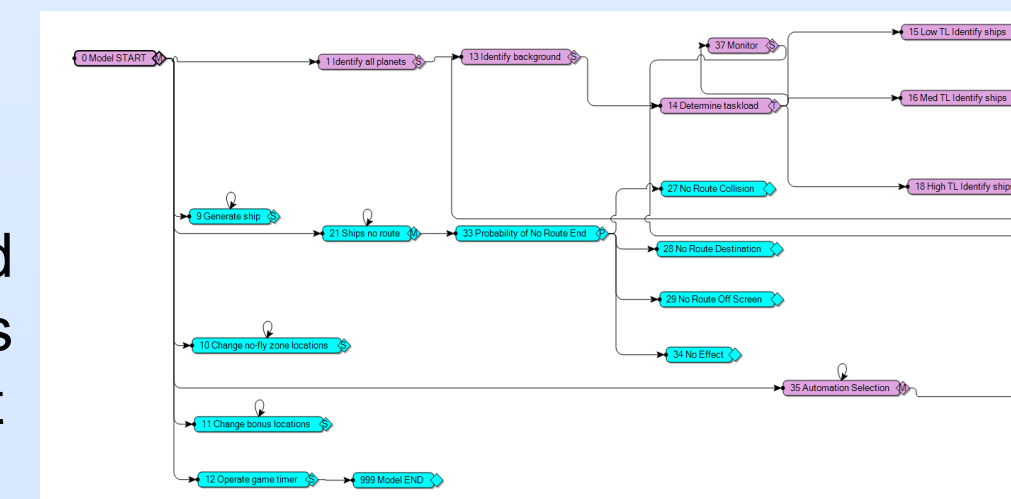 15 Low TL Identify ships
37 Monitor S
0 Model START M
1 Identify all planets S
13 Identify background S
16 Med TL Identify ships
14 Determine taskload T
18 High TL Identify ships
27 No Route Collision
9 Generate ship S
21 Ships no route M
33 Probability of No Route End P
28 No Route Destination
d
29 No Route Off Screen
s
10 Change no-fly zone locations S
34 No Effect
35 Automation Selection M
t
11 Change bonus locations S
12 Operate game timer S
999 Model END